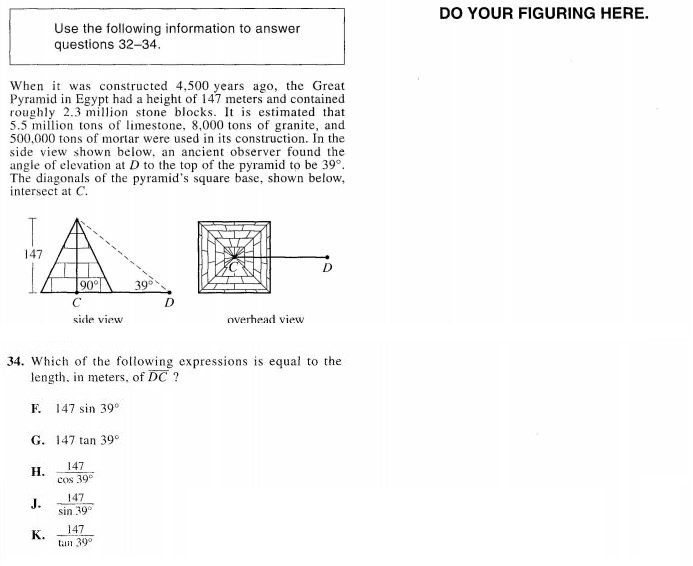 DO YOUR FIGURING HERE.
Use the following information to answer
questions 32–34.
When it was constructed 4,500 years ago, the Great
Pyramid in Egypt had a height of 147 meters and contained
roughly 2.3 million stone blocks. It is estimated that
5.5 million tons of limestone, 8,000 tons of granite, and
500,000 tons of mortar were used in its construction. In the
side view shown below, an ancient observer found the
angle of elevation at D to the top of the pyramid to be 39°.
The diagonals of the pyramid's square base, shown below,
intersect at C.
147
90°
39°
C
D
side view
C
D
overhead view
34. Which of the following expressions is equal to the
length, in meters, of D̅C̅ ?
F. 147 sin 39°
G. 147 tan 39°
H. 147
cos 39°
J. 147
sin 39°
K. 147
tan 39°